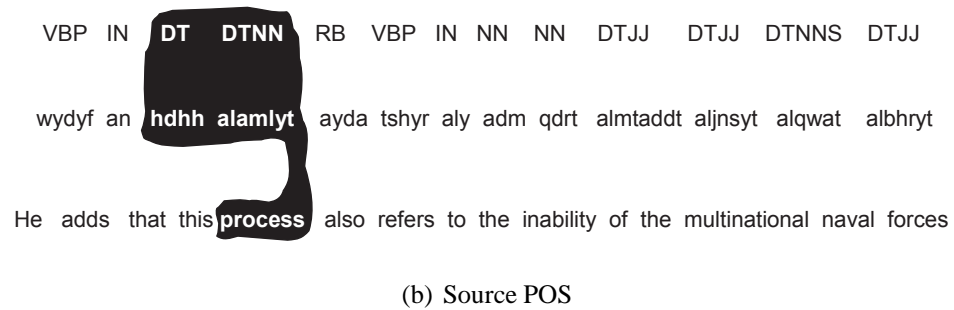 VBP IN DT DTNN RB VBP IN NN NN DTJJ DTJJ DTNNS DTJJ
wydyf an hdhh alamlyt ayda tshyr aly adm qdrt almtaddt aljnsyt alqwat albhryt
He adds that this process also refers to the inability of the multinational naval forces
(b) Source POS